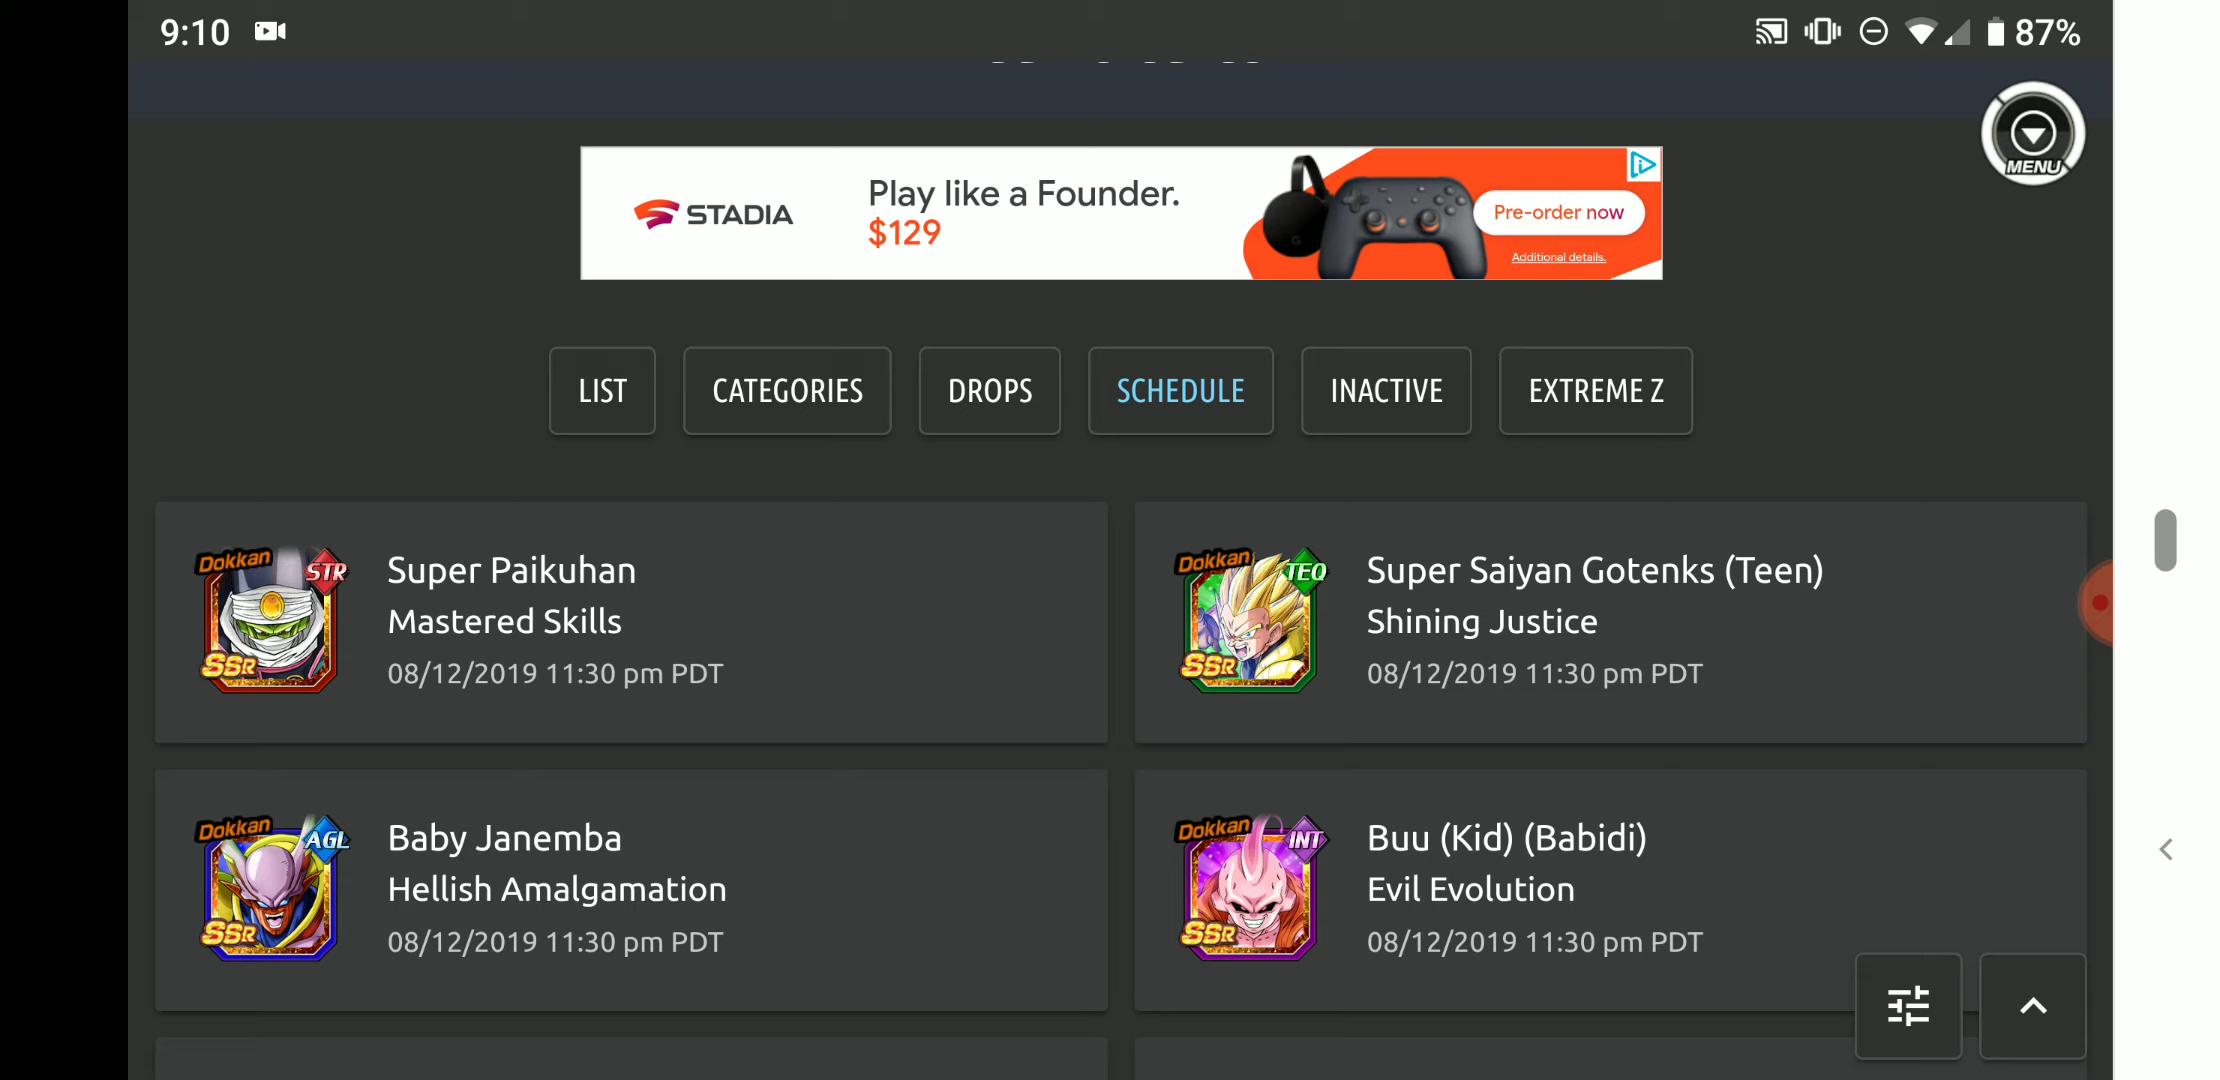 9:10
87%
MENU
STADIA
Play like a Founder.
$129
Pre-order now
Additional details.
LIST
CATEGORIES
DROPS
SCHEDULE
INACTIVE
EXTREME Z
Dokkan
STR
SSR
Super Paikuhan
Mastered Skills
08/12/2019 11:30 pm PDT
Dokkan
TEQ
SSR
Super Saiyan Gotenks (Teen)
Shining Justice
08/12/2019 11:30 pm PDT
Dokkan
AGL
SSR
Baby Janemba
Hellish Amalgamation
08/12/2019 11:30 pm PDT
Dokkan
INT
SSR
Buu (Kid) (Babidi)
Evil Evolution
08/12/2019 11:30 pm PDT